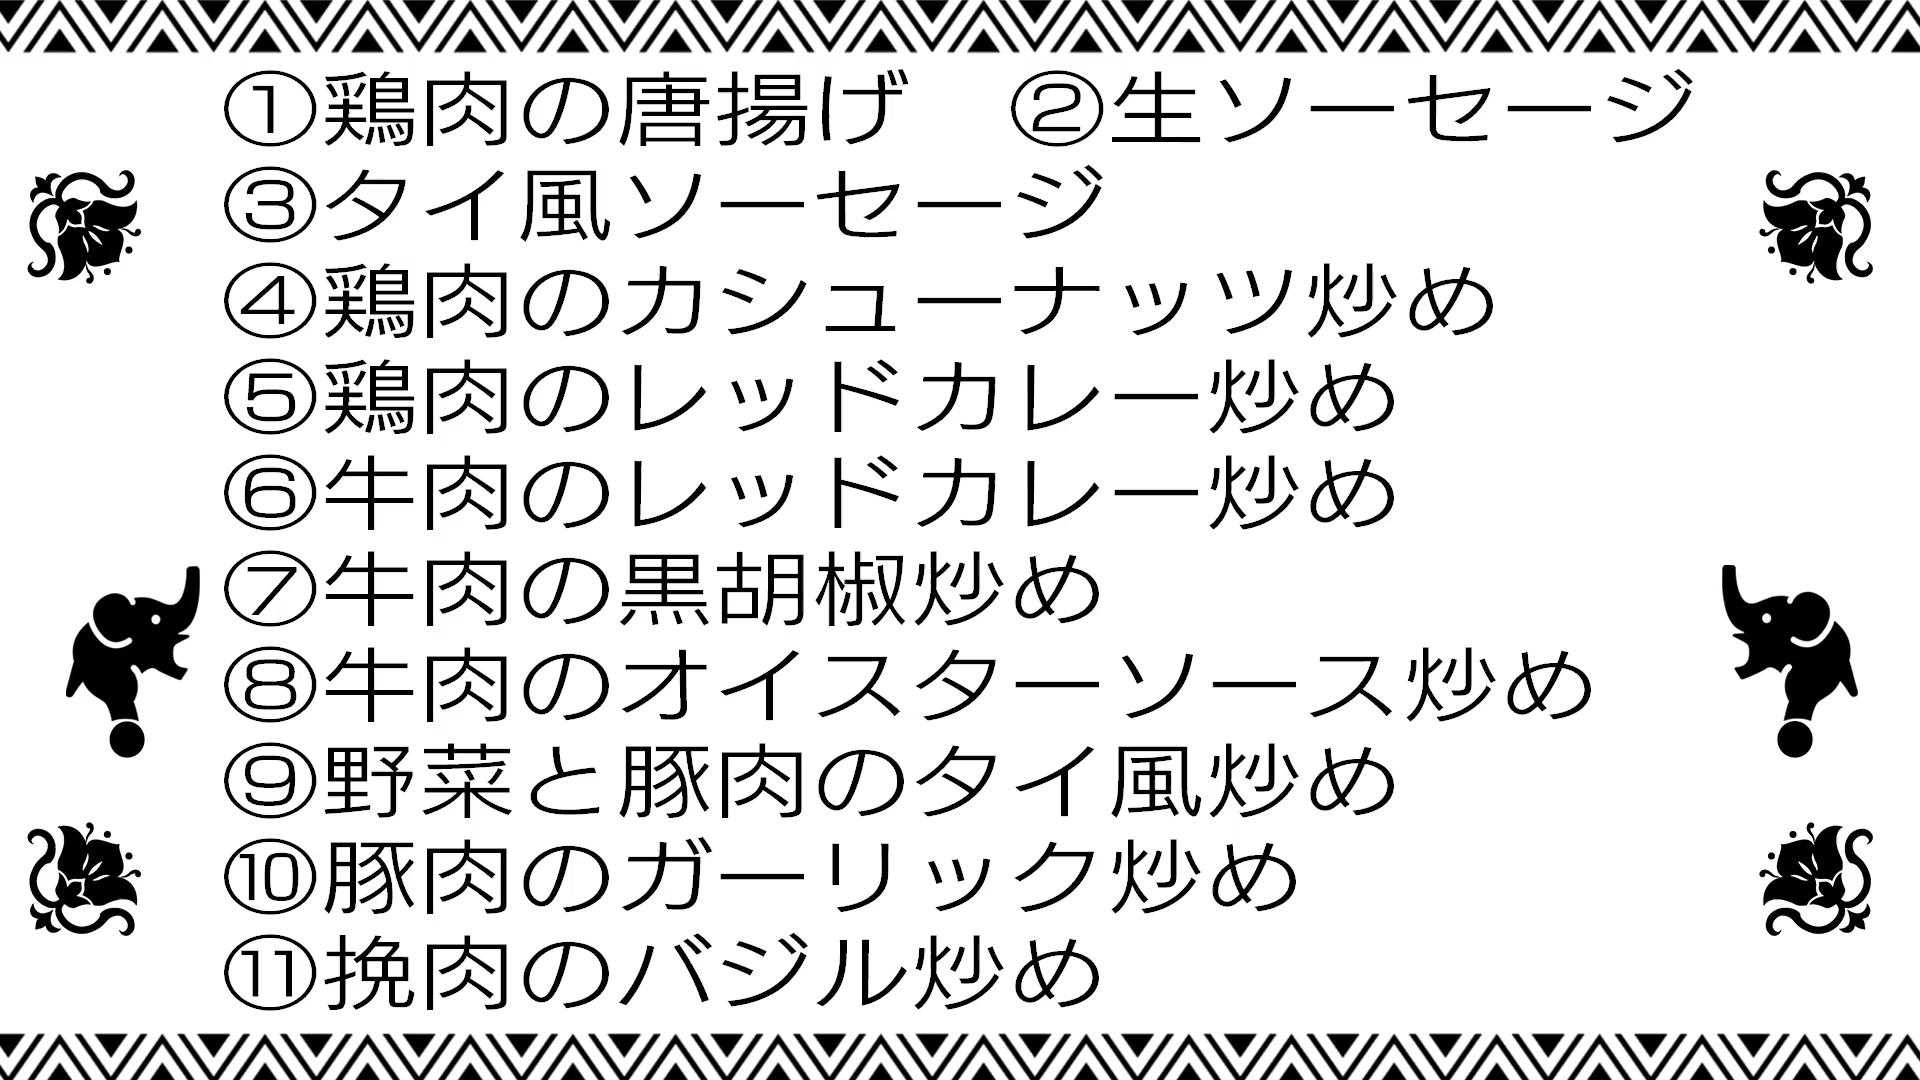 ①鶏肉の唐揚げ　②生ソーセージ
③タイ風ソーセージ
④鶏肉のカシューナッツ炒め
⑤鶏肉のレッドカレー炒め
⑥牛肉のレッドカレー炒め
⑦牛肉の黒胡椒炒め
⑧牛肉のオイスターソース炒め
⑨野菜と豚肉のタイ風炒め
⑩豚肉のガーリック炒め
⑪挽肉のバジル炒め